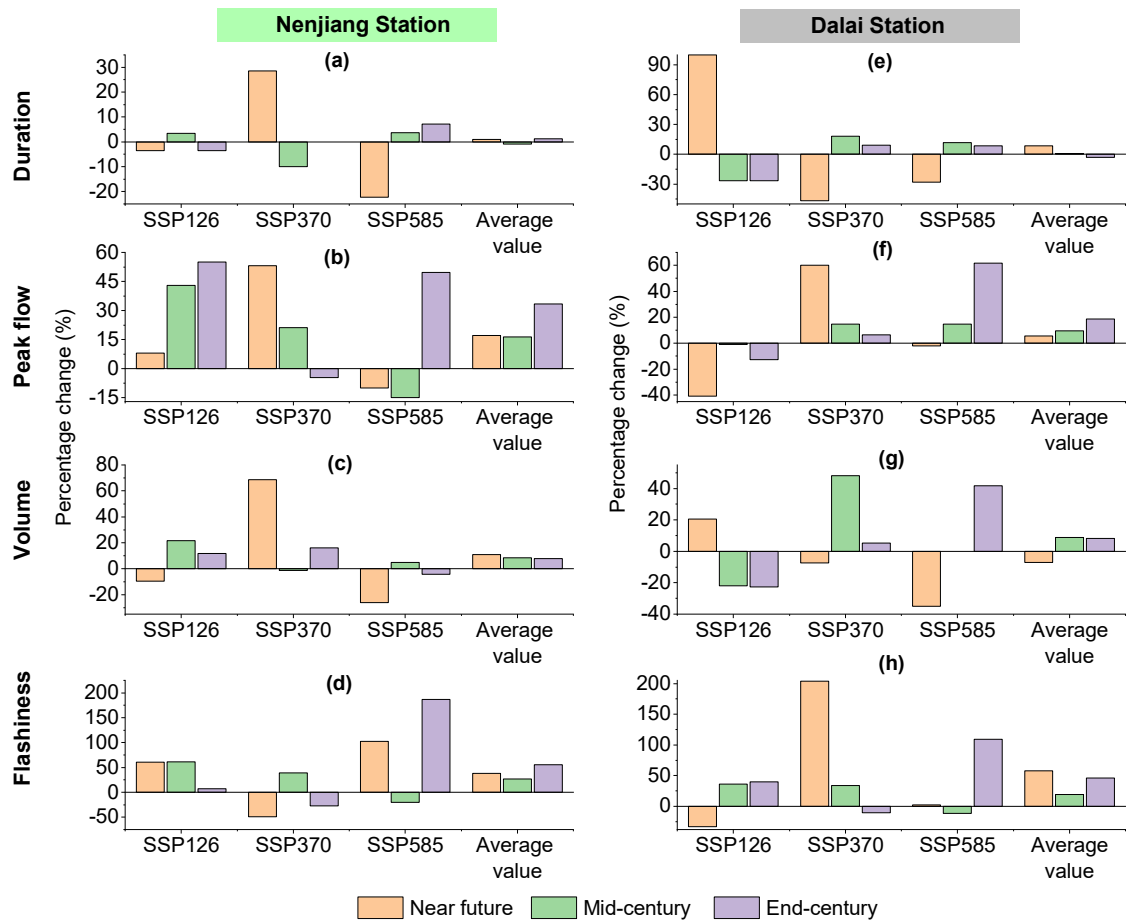 Nenjiang Station
Dalai Station
Duration
Peak flow
Volume
Flashiness
Percentage change (%)
(a)
30
20
10
0
-10
-20
SSP126 SSP370 SSP585 Average
value
(b)
60
45
30
15
0
-15
SSP126 SSP370 SSP585 Average
value
(c)
80
60
40
20
0
-20
SSP126 SSP370 SSP585 Average
value
(d)
200
150
100
50
0
-50
SSP126 SSP370 SSP585 Average
value
Percentage change (%)
(e)
90
60
30
0
-30
SSP126 SSP370 SSP585 Average
value
(f)
60
40
20
0
-20
-40
SSP126 SSP370 SSP585 Average
value
(g)
40
20
0
-20
-40
SSP126 SSP370 SSP585 Average
value
(h)
200
150
100
50
0
SSP126 SSP370 SSP585 Average
value
Near future Mid-century End-century